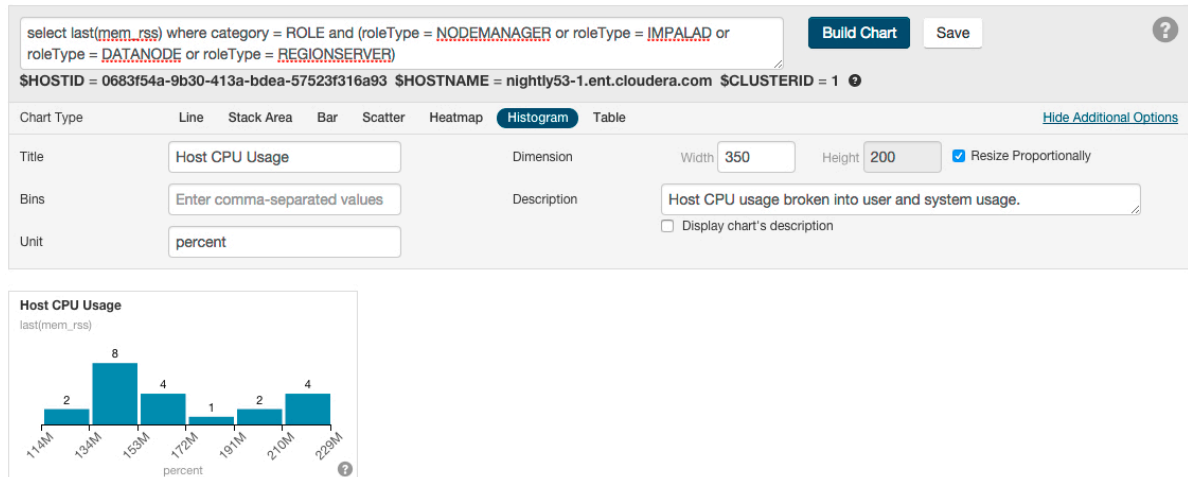 select last(mem_rss) where category = ROLE and (roleType = NODEMANAGER or roleType = IMPALAD or
roleType = DATANODE or roleType = REGIONSERVER)
Build Chart
Save
?
$HOSTID = 0683f54a-9b30-413a-bdea-57523f316a93 $HOSTNAME = nightly53-1.ent.cloudera.com $CLUSTERID = 1 ?
Chart Type Line Stack Area Bar Scatter Heatmap Histogram Table Hide Additional Options
Title Host CPU Usage Dimension Width 350 Height 200 Resize Proportionally
Bins Enter comma-separated values Description Host CPU usage broken into user and system usage.
Display chart's description
Unit percent
Host CPU Usage
last(mem_rss)
2 8 4 1 2 4
114M 134M 153M 172M 191M 210M 229M
percent ?